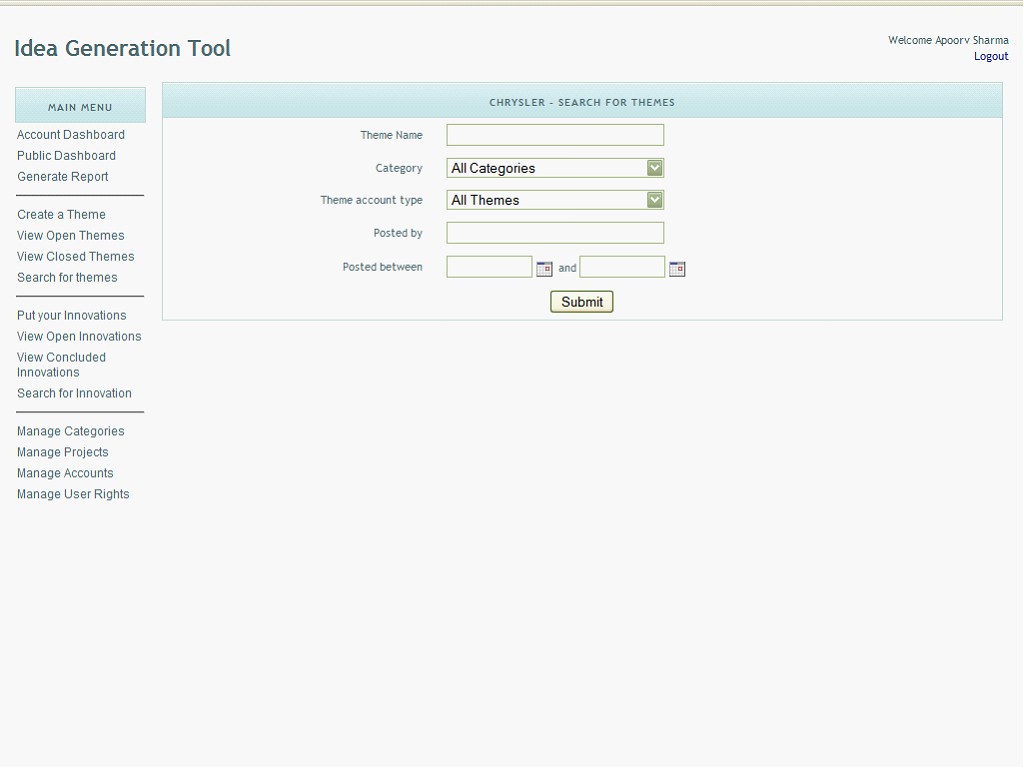 Idea Generation Tool
Welcome Apoorv Sharma
Logout
MAIN MENU
Account Dashboard
Public Dashboard
Generate Report
Create a Theme
View Open Themes
View Closed Themes
Search for themes
Put your Innovations
View Open Innovations
View Concluded
Innovations
Search for Innovation
Manage Categories
Manage Projects
Manage Accounts
Manage User Rights
CHRYSLER - SEARCH FOR THEMES
Theme Name
Category All Categories
Theme account type All Themes
Posted by
Posted between and
Submit